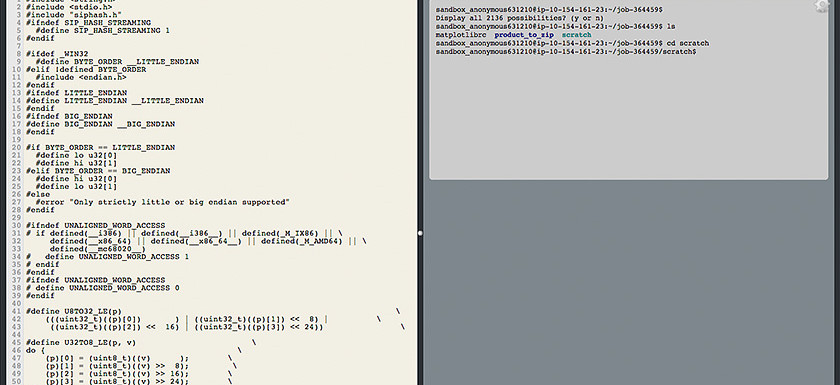 1 #include <string.h>
2 #include <stdio.h>
3 #include "siphash.h"
4 #ifndef SIP_HASH_STREAMING
5 #define SIP_HASH_STREAMING 1
6 #endif
7
8 #ifdef _WIN32
9 #define BYTE_ORDER __LITTLE_ENDIAN
10 #elif !defined BYTE_ORDER
11 #include <endian.h>
12 #endif
13 #ifndef LITTLE_ENDIAN
14 #define LITTLE_ENDIAN __LITTLE_ENDIAN
15 #endif
16 #ifndef BIG_ENDIAN
17 #define BIG_ENDIAN __BIG_ENDIAN
18 #endif
19
20 #if BYTE_ORDER == LITTLE_ENDIAN
21 #define lo u32[0]
22 #define hi u32[1]
23 #elif BYTE_ORDER == BIG_ENDIAN
24 #define hi u32[0]
25 #define lo u32[1]
26 #else
27 #error "Only strictly little or big endian supported"
28 #endif
29
30 #ifndef UNALIGNED_WORD_ACCESS
31 # if defined(__i386) || defined(__i386__) || defined(_M_IX86) || \
32 defined(__x86_64) || defined(__x86_64__) || defined(_M_AMD64) || \
33 defined(__mc68020__)
34 # define UNALIGNED_WORD_ACCESS 1
35 # endif
36 #endif
37 #ifndef UNALIGNED_WORD_ACCESS
38 # define UNALIGNED_WORD_ACCESS 0
39 #endif
40
41 #define U8TO32_LE(p) \
42 (((uint32_t)((p)[0]) ) | ((uint32_t)((p)[1]) << 8) | \
43 ((uint32_t)((p)[2]) << 16) | ((uint32_t)((p)[3]) << 24)) \
44
45 #define U32TO8_LE(p, v) \
46 do { \
47 (p)[0] = (uint8_t)((v) ); \
48 (p)[1] = (uint8_t)((v) >> 8); \
49 (p)[2] = (uint8_t)((v) >> 16); \
50 (p)[3] = (uint8_t)((v) >> 24); \
sandbox_anonymous631210@ip-10-154-161-23:~/job-364459$
Display all 2136 possibilities? (y or n)
sandbox_anonymous631210@ip-10-154-161-23:~/job-364459$ ls
matplotlibrc product_to_zip scratch
sandbox_anonymous631210@ip-10-154-161-23:~/job-364459$ cd scratch
sandbox_anonymous631210@ip-10-154-161-23:~/job-364459/scratch$